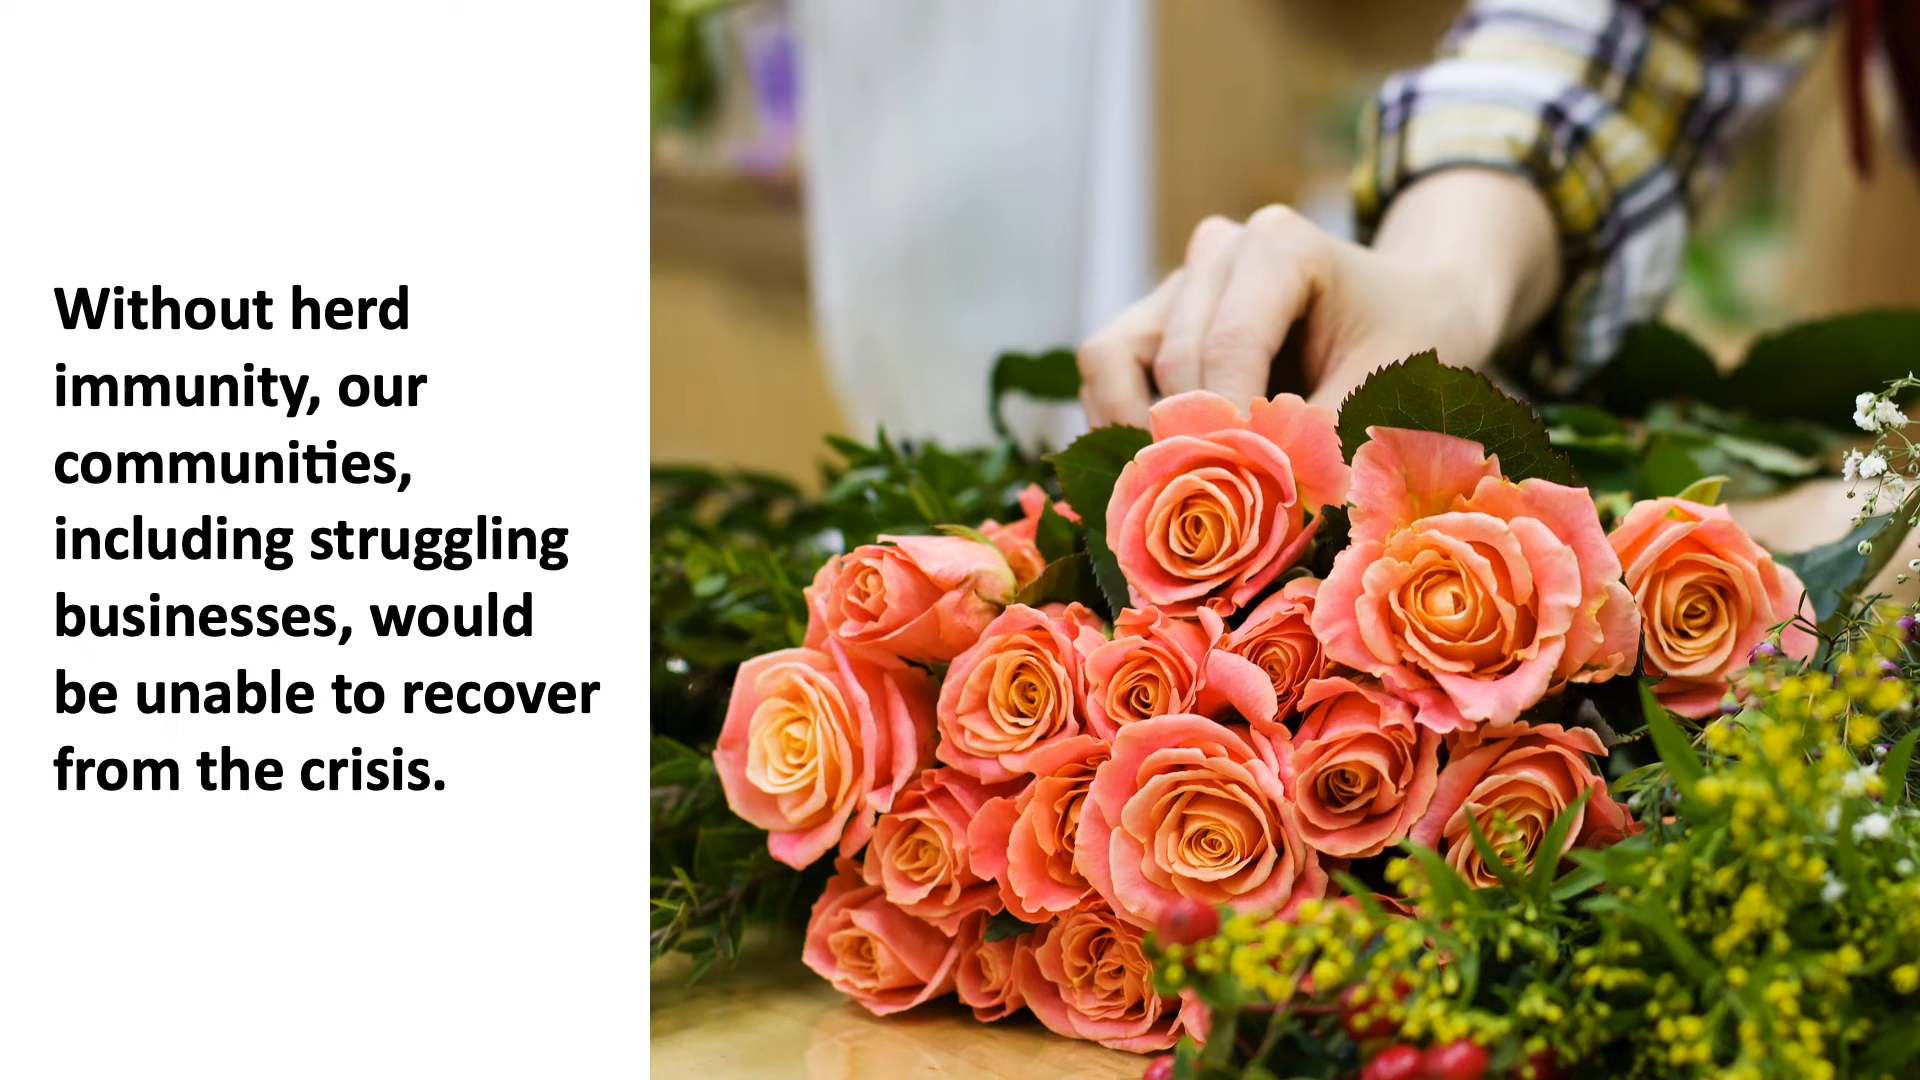 Without herd
immunity, our
communities,
including struggling
businesses, would
be unable to recover
from the crisis.